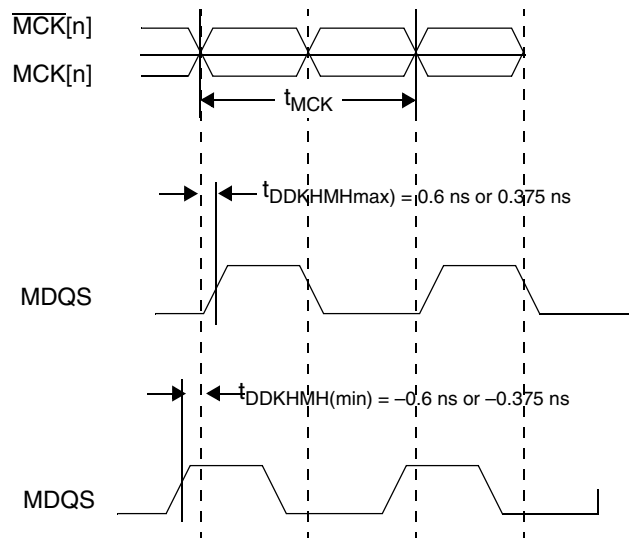 M̅C̅K̅[n]
MCK[n]
tMCK
tDDKHMHmax) = 0.6 ns or 0.375 ns
MDQS
tDDKHMH(min) = –0.6 ns or –0.375 ns
MDQS